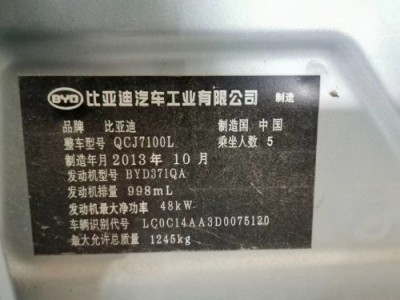 BYD 比亚迪汽车工业有限公司 制造
品牌 比亚迪 制造国 中国
整车型号 QCJ7100L 乘坐人数 5
制造年月 2013年 10月
发动机型号 BYD371QA
发动机排量 998mL
发动机最大净功率 48kW
车辆识别代号 LC0C14AA3D0075120
最大允许总质量 1245kg